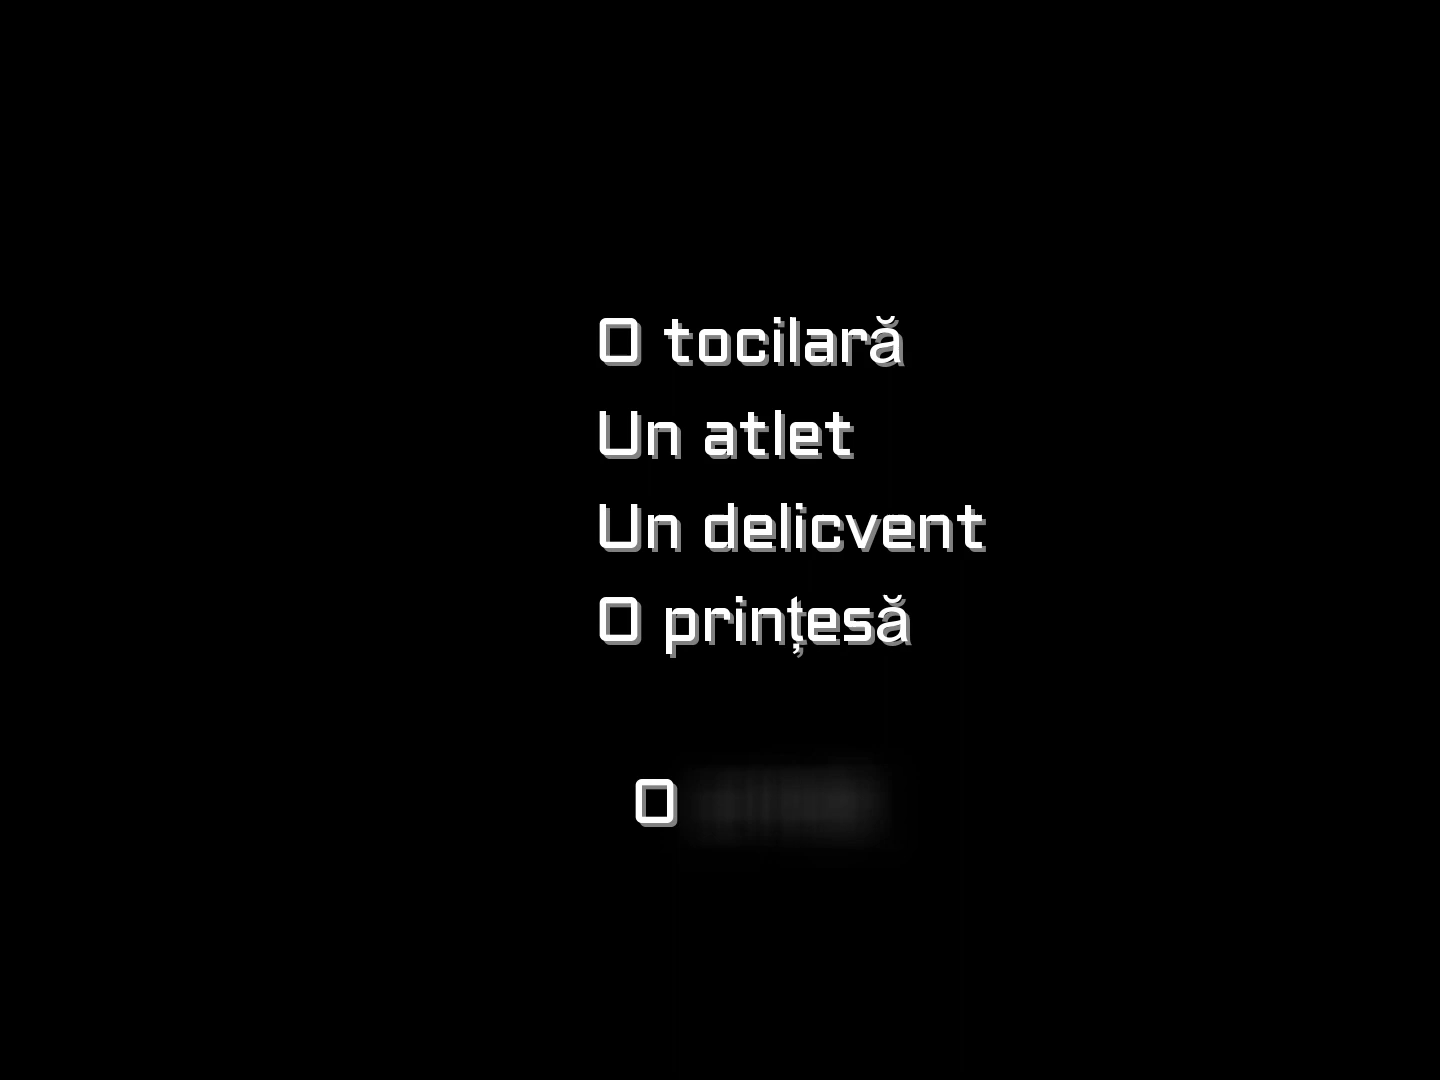 O tocilară
Un atlet
Un delicvent
O prințesă
O